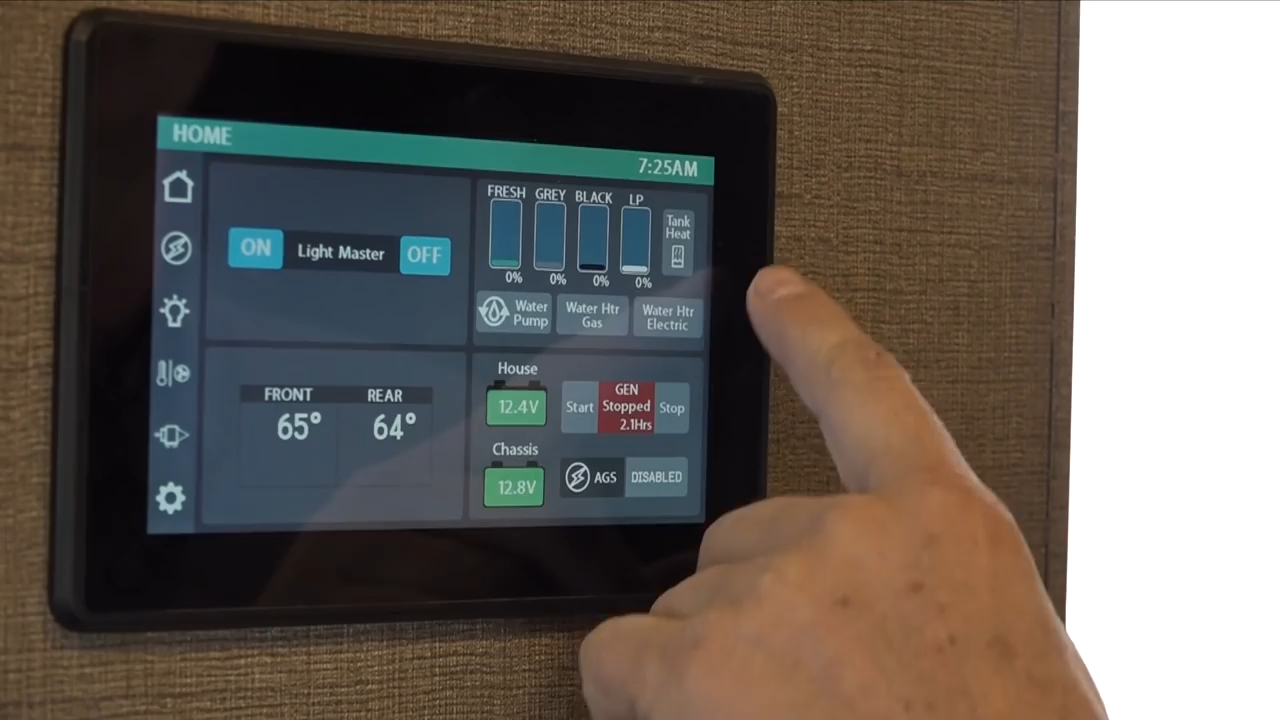 HOME
7:25AM
ON Light Master OFF
FRESH GREY BLACK LP
0% 0% 0% 0%
Tank
Heat
Water
Pump
Water Htr
Gas
Water Htr
Electric
FRONT REAR
65° 64°
House
12.4V
Start
GEN
Stopped
2.1Hrs
Stop
Chassis
12.8V
AGS DISABLED